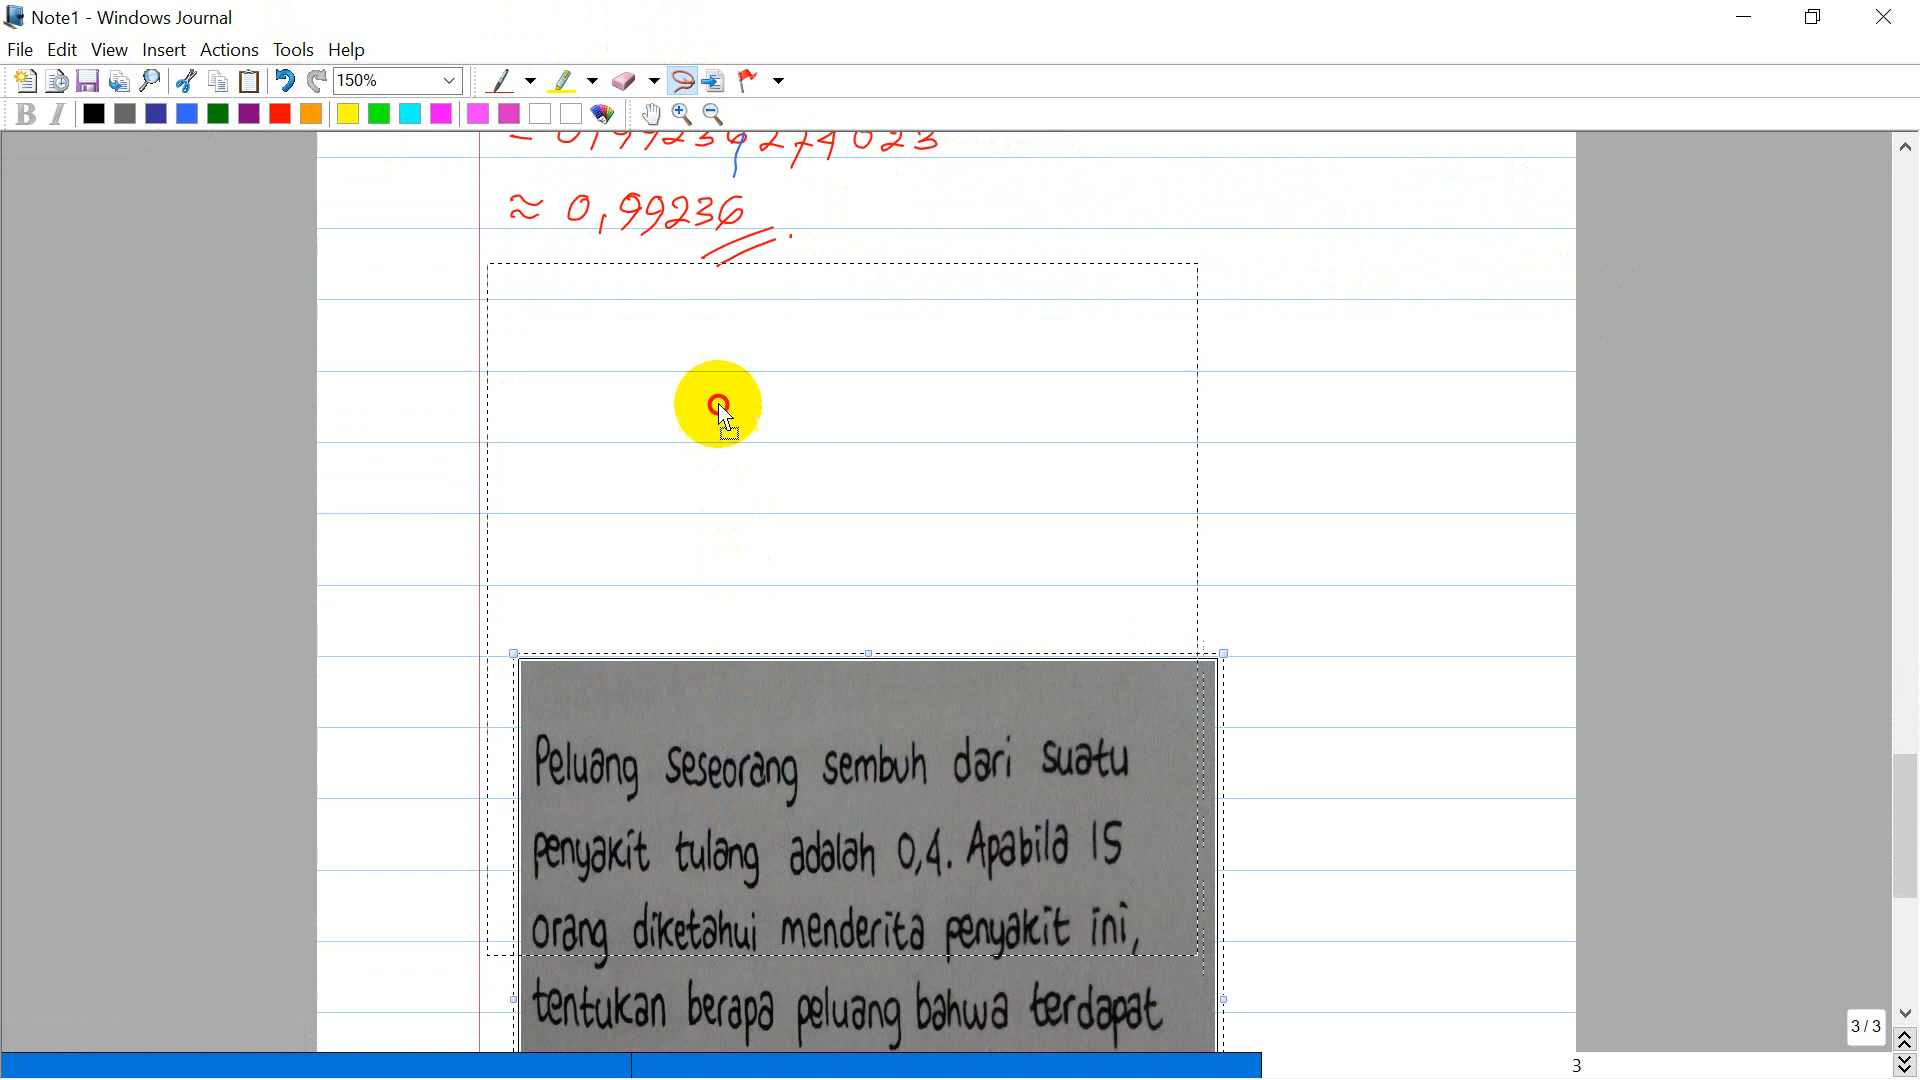 Note1 - Windows Journal
File Edit View Insert Actions Tools Help
150%
B I
≈ 0,99236
Peluang seseorang sembuh dari suatu
penyakit tulang adalah 0,4. Apabila 15
orang diketahui menderita penyakit ini,
tentukan berapa peluang bahwa terdapat
3/3
3